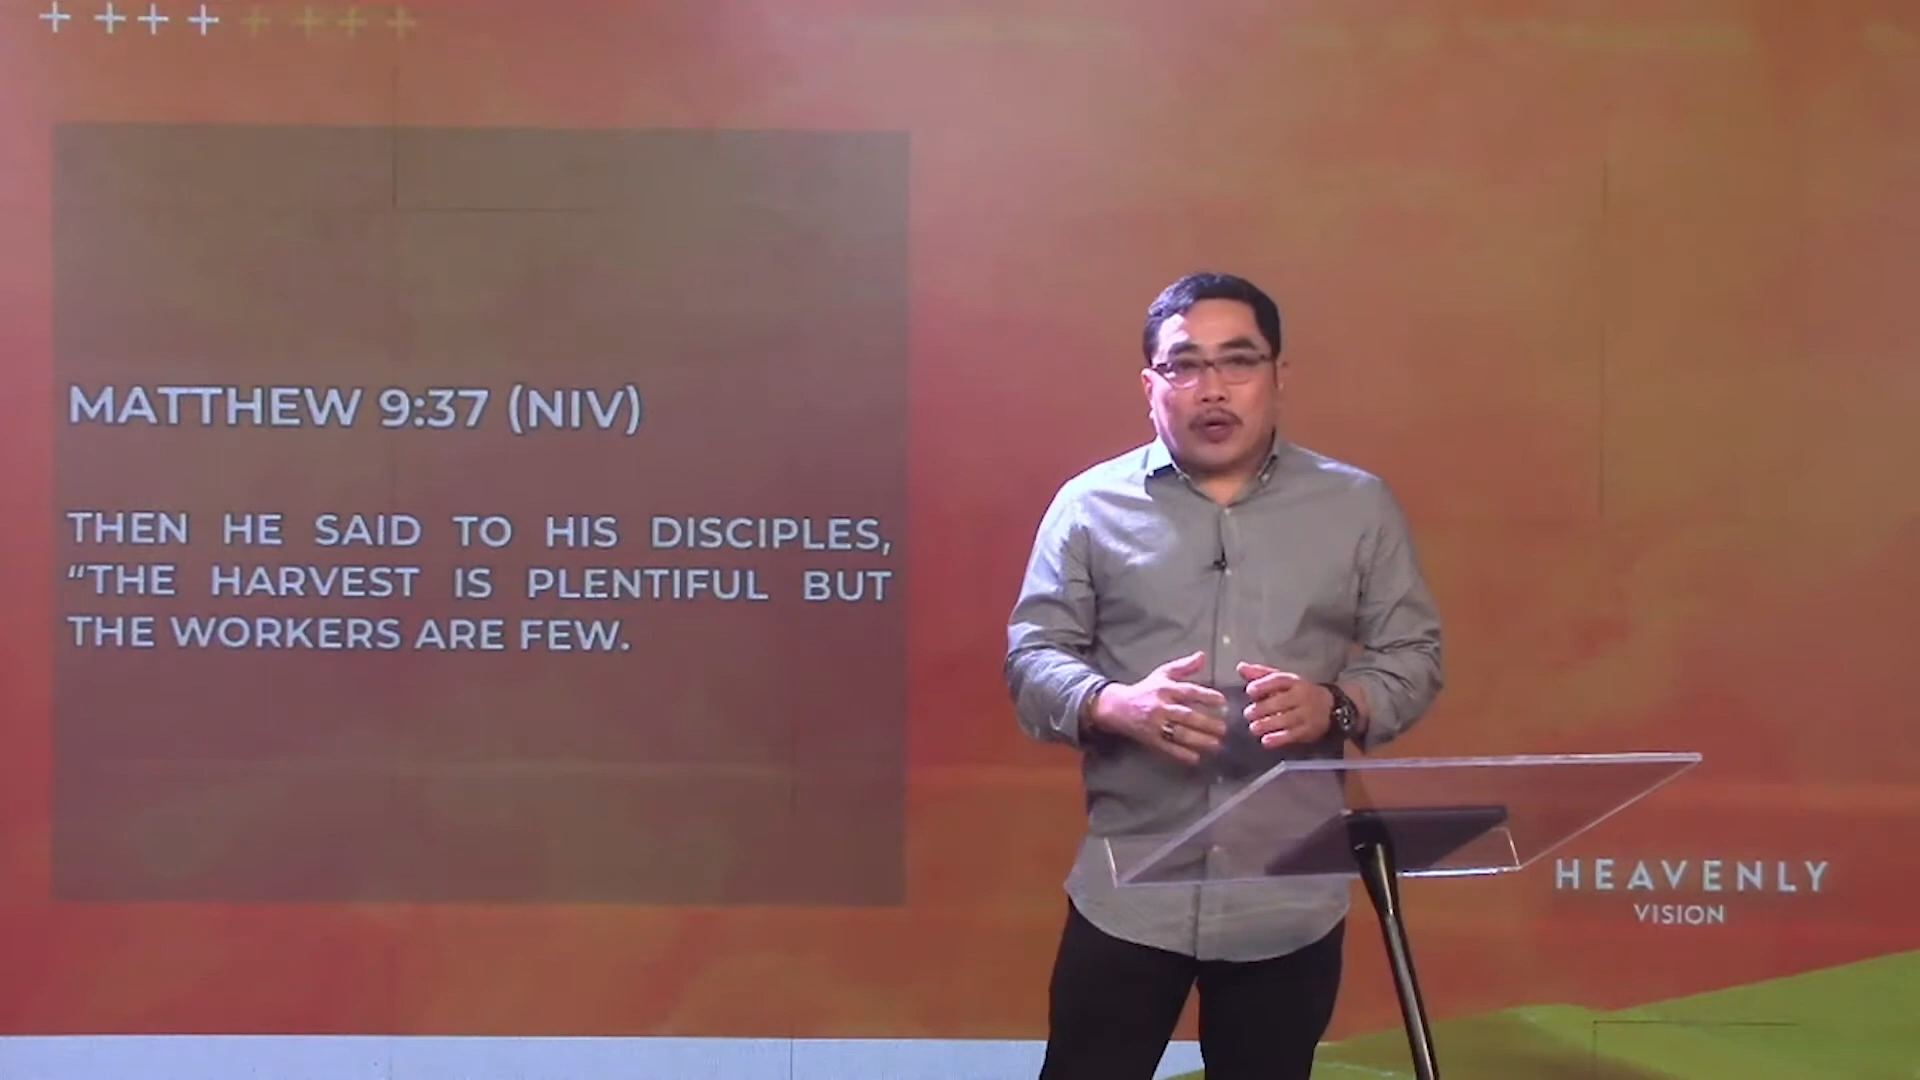 MATTHEW 9:37 (NIV)
THEN HE SAID TO HIS DISCIPLES,
“THE HARVEST IS PLENTIFUL BUT
THE WORKERS ARE FEW.
HEAVENLY
VISION